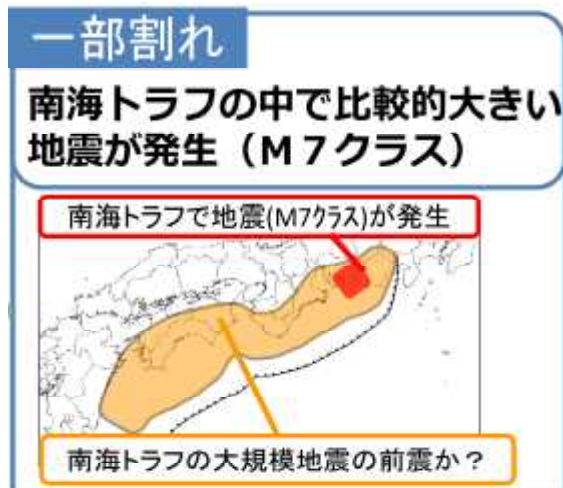 一部割れ
南海トラフの中で比較的大きい
地震が発生（M７クラス）
南海トラフで地震(M7ｸﾗｽ)が発生
南海トラフの大規模地震の前震か？